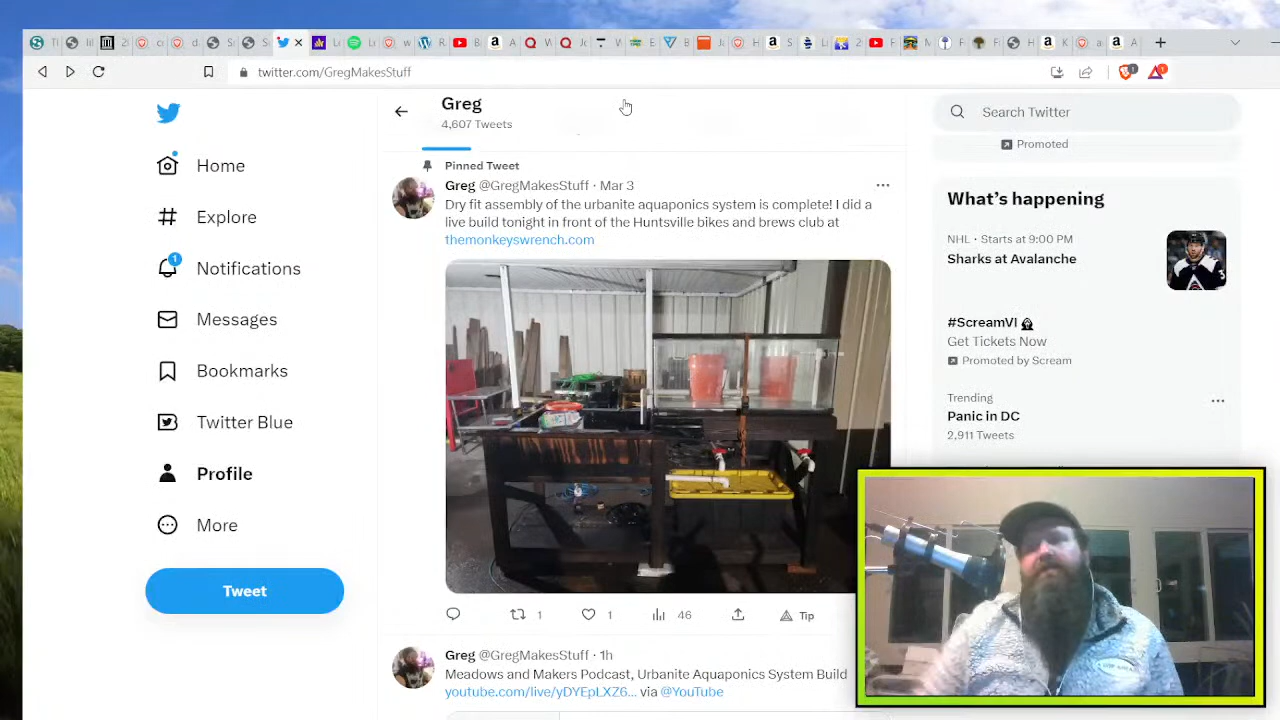 twitter.com/GregMakesStuff
Greg
4,607 Tweets
Search Twitter
Promoted
Home
Explore
1
Notifications
Messages
Bookmarks
Twitter Blue
Profile
More
Tweet
Pinned Tweet
Greg @GregMakesStuff · Mar 3
Dry fit assembly of the urbanite aquaponics system is complete! I did a
live build tonight in front of the Huntsville bikes and brews club at
themonkeyswrench.com
1
1
46
Tip
Greg @GregMakesStuff · 1h
Meadows and Makers Podcast, Urbanite Aquaponics System Build
youtube.com/live/yDYEpLXZ6... via @YouTube
What's happening
NHL · Starts at 9:00 PM
Sharks at Avalanche
#ScreamVI
Get Tickets Now
Promoted by Scream
Trending
Panic in DC
2,911 Tweets